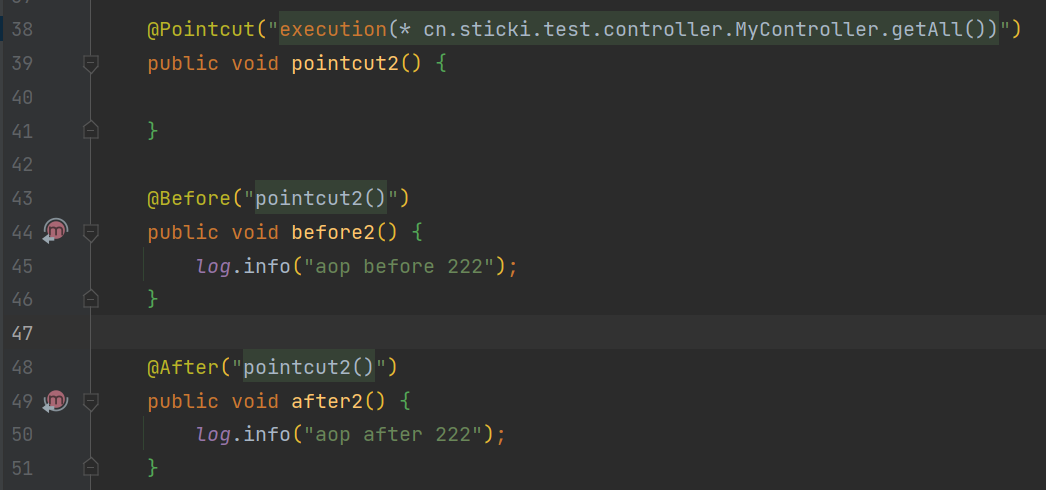 38 @Pointcut("execution(* cn.sticki.test.controller.MyController.getAll())")
39 public void pointcut2() {
40
41 }
42
43 @Before("pointcut2()")
44 public void before2() {
45 log.info("aop before 222");
46 }
47
48 @After("pointcut2()")
49 public void after2() {
50 log.info("aop after 222");
51 }